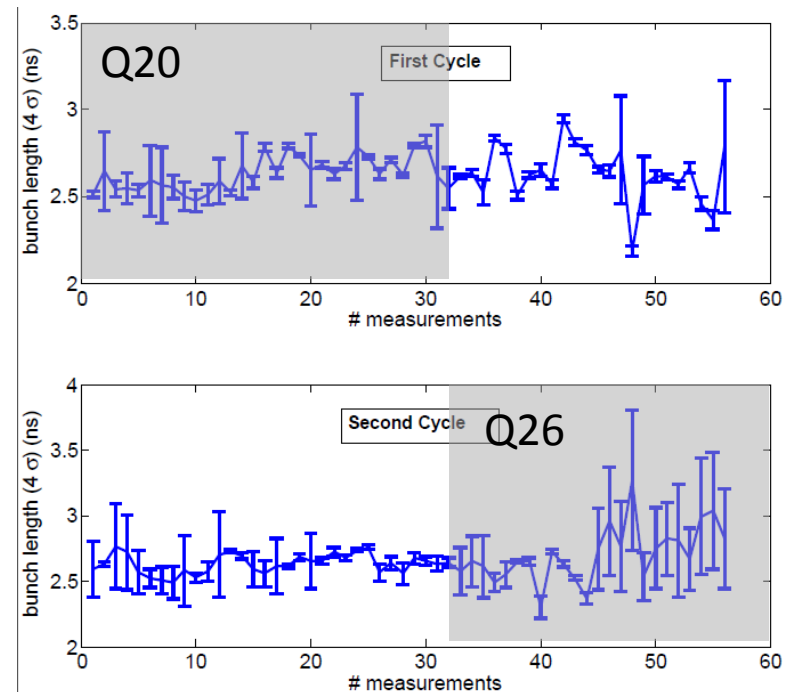 3.5
Q20
First Cycle
3
2.5
2
bunch length (4 σ) (ns)
0 10 20 30 40 50 60
# measurements
4
Second Cycle
Q26
3.5
3
2.5
2
bunch length (4 σ) (ns)
0 10 20 30 40 50 60
# measurements